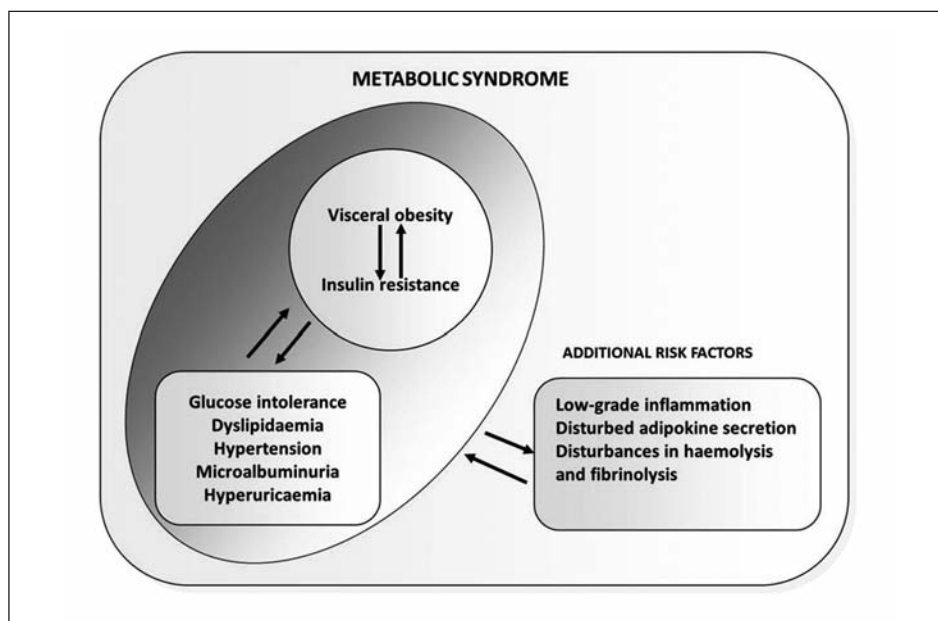 METABOLIC SYNDROME
Visceral obesity
Insulin resistance
Glucose intolerance
Dyslipidaemia
Hypertension
Microalbuminuria
Hyperuricaemia
ADDITIONAL RISK FACTORS
Low-grade inflammation
Disturbed adipokine secretion
Disturbances in haemolysis
and fibrinolysis